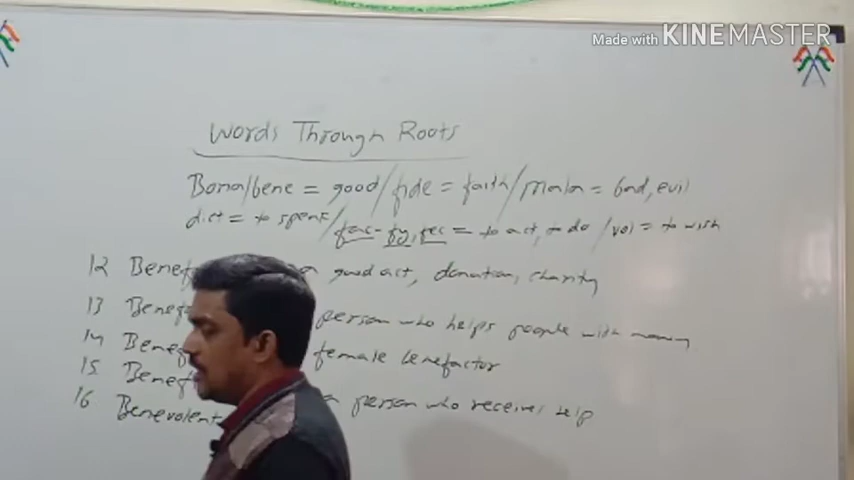 Made with KINEMASTER
Words Through Roots
Bona/bene = good/fide = faith/mala = bad, evil
dict = to speak/fac-fy, fec = to act, to do/vol = to wish
12 Benef a good act, donation, charity
13 Benef person who helps people with money
14 Benef female benefactor
15 Benef
16 Benevolent a person who receives help